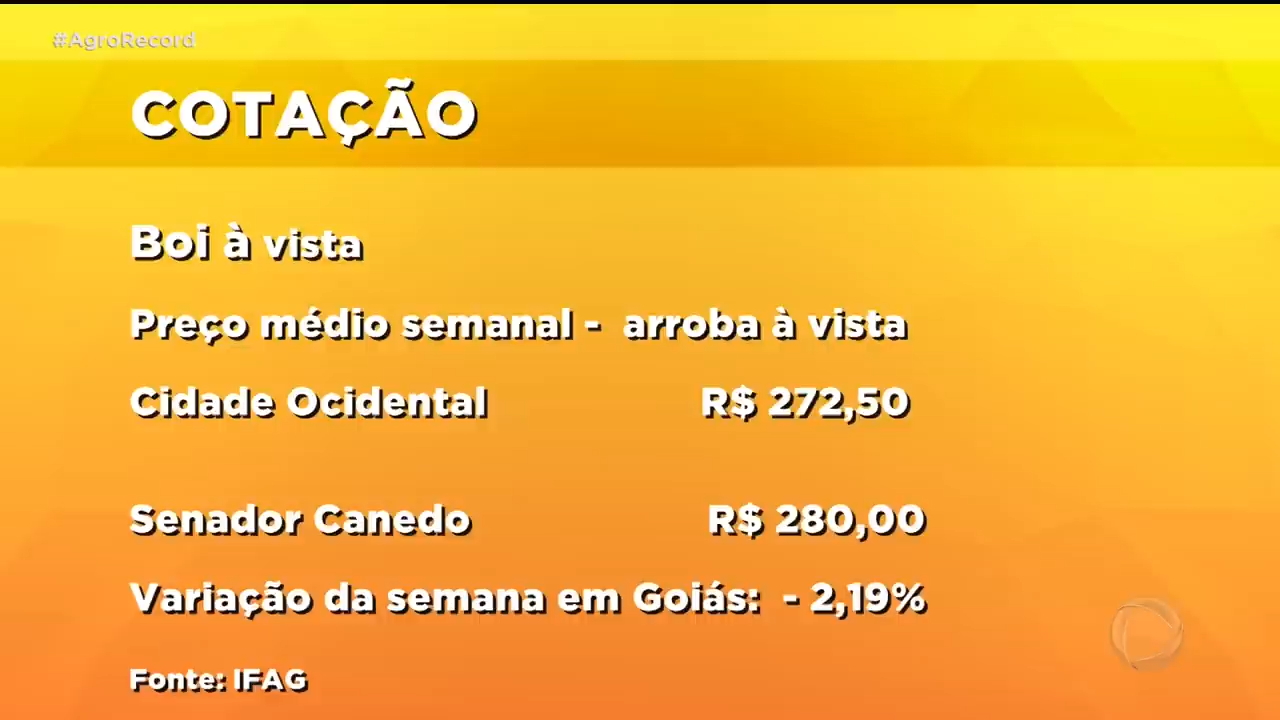 #AgroRecord
COTAÇÃO
Boi à vista
Preço médio semanal - arroba à vista
Cidade Ocidental R$ 272,50
Senador Canedo R$ 280,00
Variação da semana em Goiás: - 2,19%
Fonte: IFAG